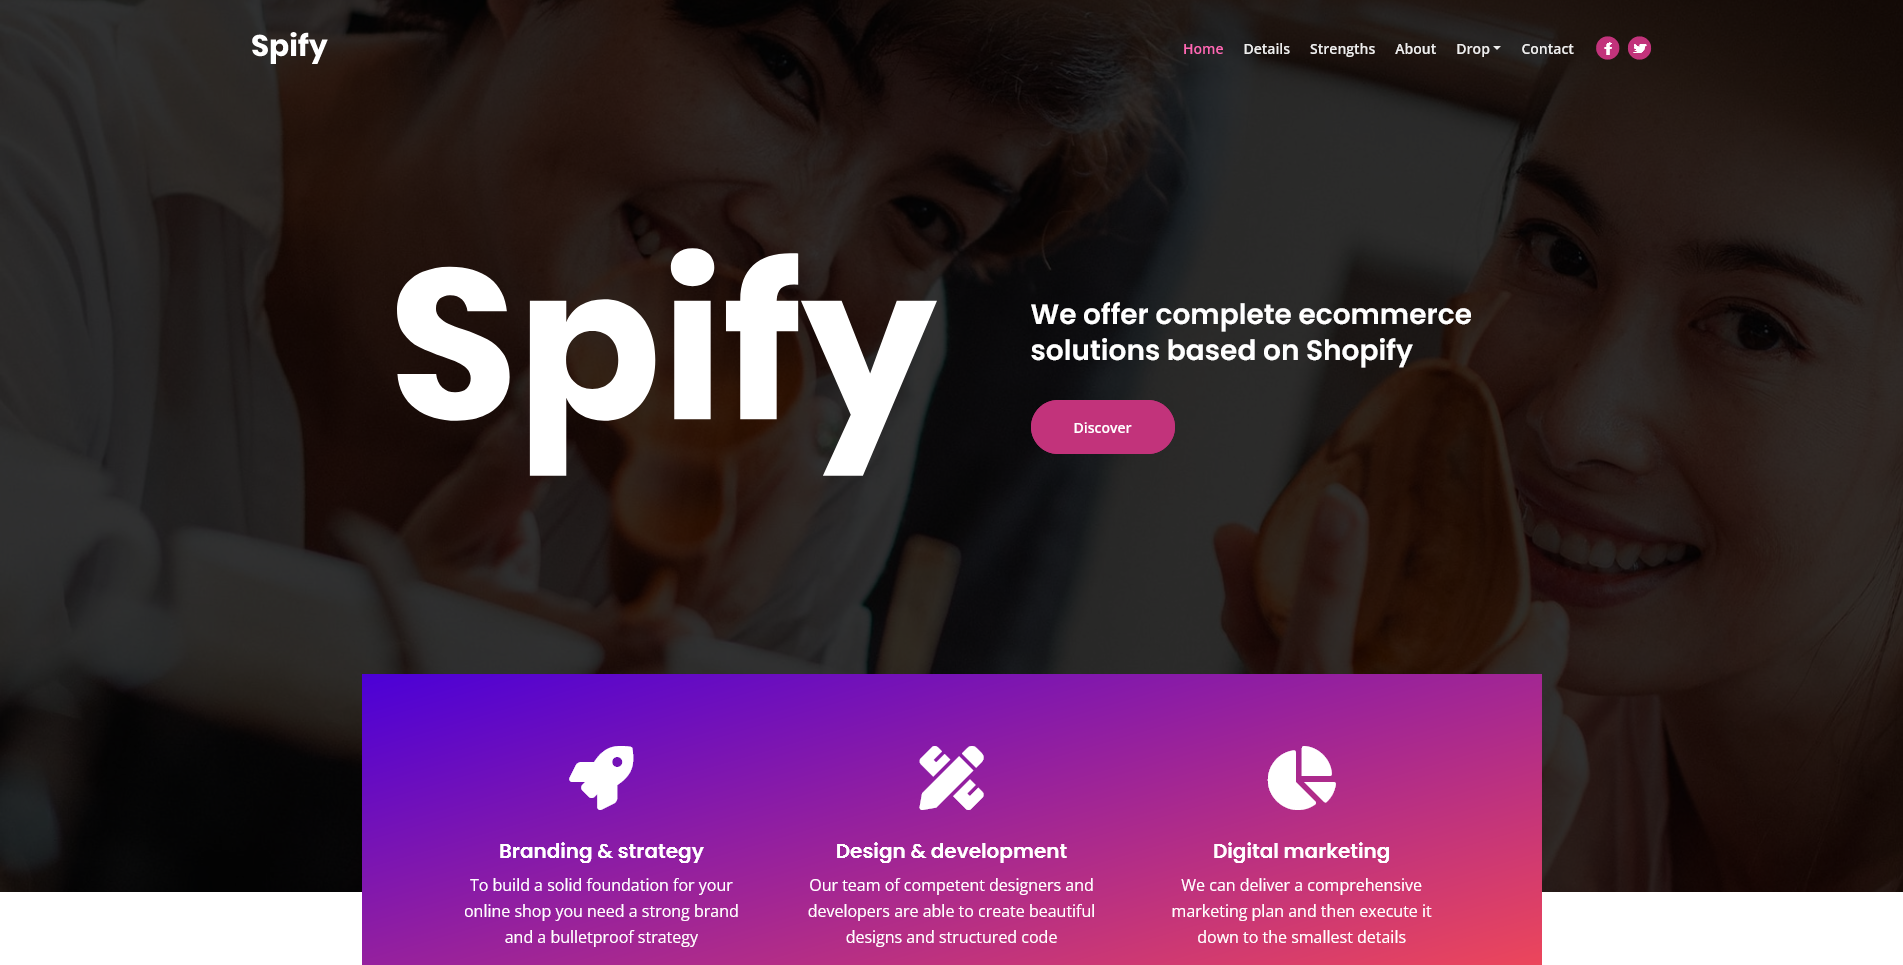 Spify
Home Details Strengths About Drop Contact
Spify
We offer complete ecommerce
solutions based on Shopify
Discover
Branding & strategy
To build a solid foundation for your
online shop you need a strong brand
and a bulletproof strategy
Design & development
Our team of competent designers and
developers are able to create beautiful
designs and structured code
Digital marketing
We can deliver a comprehensive
marketing plan and then execute it
down to the smallest details